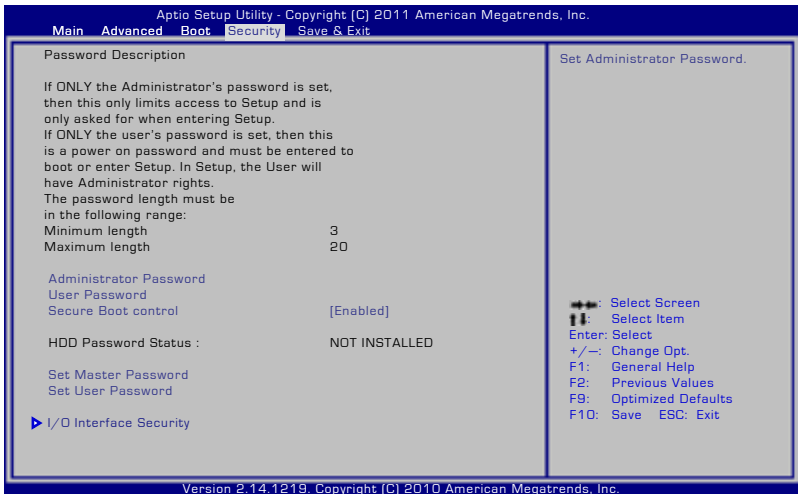 Aptio Setup Utility - Copyright (C) 2011 American Megatrends, Inc.
Main Advanced Boot Security Save & Exit
Password Description
If ONLY the Administrator's password is set,
then this only limits access to Setup and is
only asked for when entering Setup.
If ONLY the user's password is set, then this
is a power on password and must be entered to
boot or enter Setup. In Setup, the User will
have Administrator rights.
The password length must be
in the following range:
Minimum length 3
Maximum length 20
Administrator Password
User Password
Secure Boot control [Enabled]
HDD Password Status : NOT INSTALLED
Set Master Password
Set User Password
I/O Interface Security
Set Administrator Password.
→←: Select Screen
↑↓: Select Item
Enter: Select
+/—: Change Opt.
F1: General Help
F2: Previous Values
F9: Optimized Defaults
F10: Save ESC: Exit
Version 2.14.1219. Copyright (C) 2010 American Megatrends, Inc.